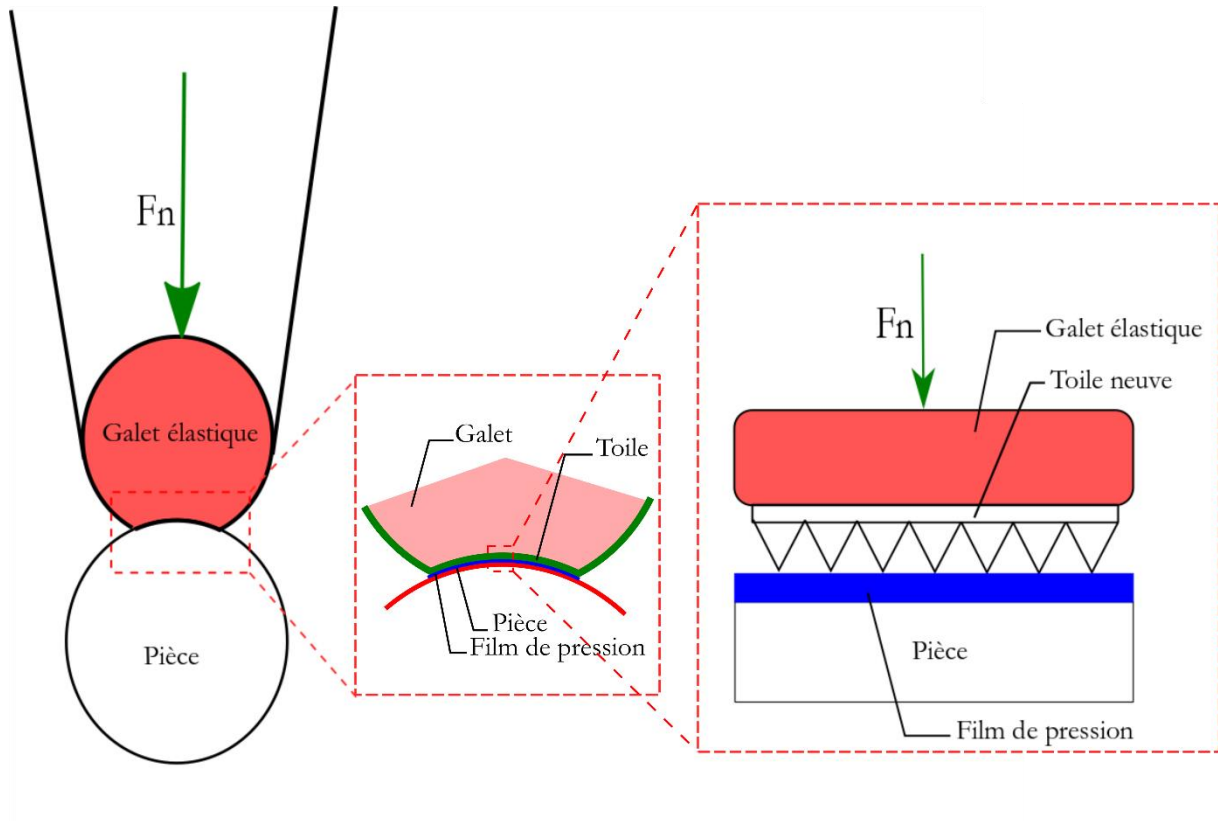 Fn
Galet élastique
Pièce
Galet
Toile
Pièce
Film de pression
Fn
Galet élastique
Toile neuve
Pièce
Film de pression